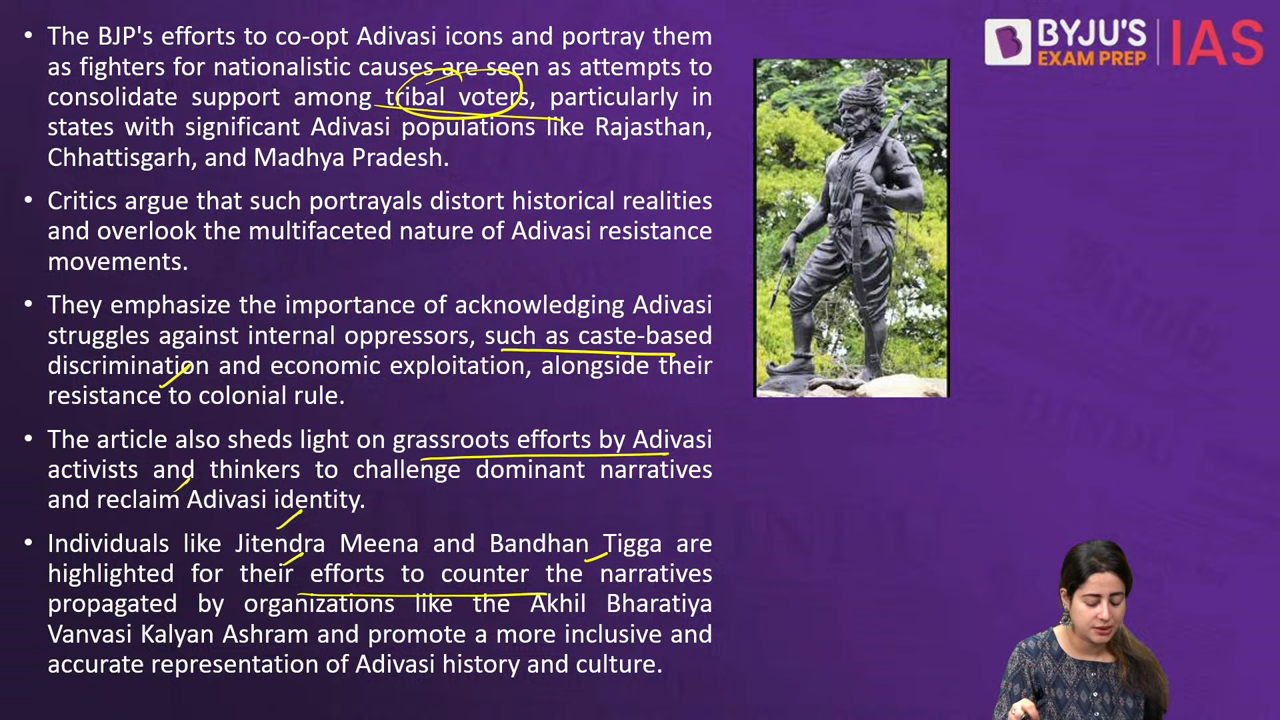 • The BJP's efforts to co-opt Adivasi icons and portray them
as fighters for nationalistic causes are seen as attempts to
consolidate support among tribal voters, particularly in
states with significant Adivasi populations like Rajasthan,
Chhattisgarh, and Madhya Pradesh.
• Critics argue that such portrayals distort historical realities
and overlook the multifaceted nature of Adivasi resistance
movements.
• They emphasize the importance of acknowledging Adivasi
struggles against internal oppressors, such as caste-based
discrimination and economic exploitation, alongside their
resistance to colonial rule.
• The article also sheds light on grassroots efforts by Adivasi
activists and thinkers to challenge dominant narratives
and reclaim Adivasi identity.
• Individuals like Jitendra Meena and Bandhan Tigga are
highlighted for their efforts to counter the narratives
propagated by organizations like the Akhil Bharatiya
Vanvasi Kalyan Ashram and promote a more inclusive and
accurate representation of Adivasi history and culture.
BYJU'S
EXAM PREP
IAS